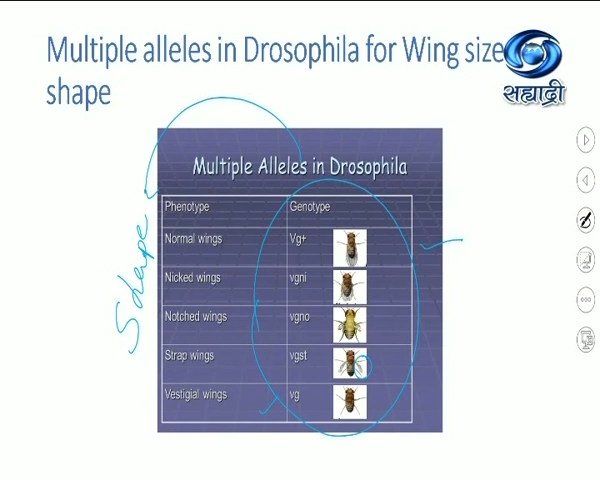 Multiple alleles in Drosophila for Wing size
shape
सह्याद्री
Multiple Alleles in Drosophila
Phenotype Genotype
Normal wings Vg+
Nicked wings vgni
Notched wings vgno
Strap wings vgst
Vestigial wings vg
Shape